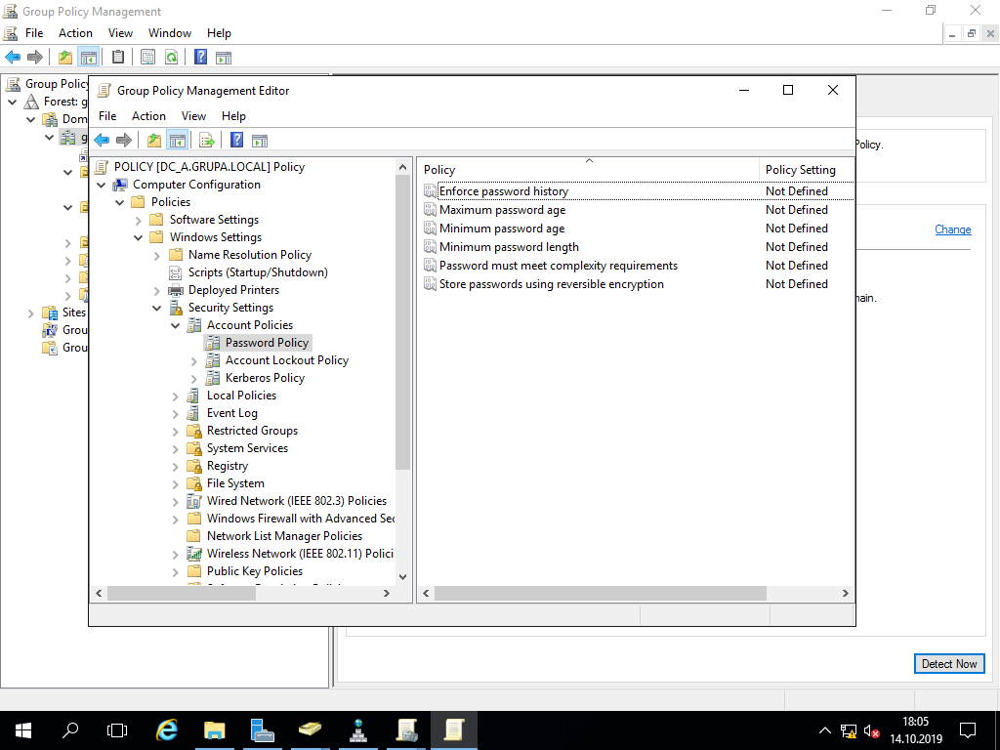 Group Policy Management
File Action View Window Help
Group Policy
Forest: g
Dom
g
Sites
Grou
Grou
Policy.
Change
main.
Detect Now
Group Policy Management Editor
File Action View Help
POLICY [DC_A.GRUPA.LOCAL] Policy
Computer Configuration
Policies
Software Settings
Windows Settings
Name Resolution Policy
Scripts (Startup/Shutdown)
Deployed Printers
Security Settings
Account Policies
Password Policy
Account Lockout Policy
Kerberos Policy
Local Policies
Event Log
Restricted Groups
System Services
Registry
File System
Wired Network (IEEE 802.3) Policies
Windows Firewall with Advanced Sec
Network List Manager Policies
Wireless Network (IEEE 802.11) Polici
Public Key Policies
Policy Policy Setting
Enforce password history Not Defined
Maximum password age Not Defined
Minimum password age Not Defined
Minimum password length Not Defined
Password must meet complexity requirements Not Defined
Store passwords using reversible encryption Not Defined
18:05
14.10.2019